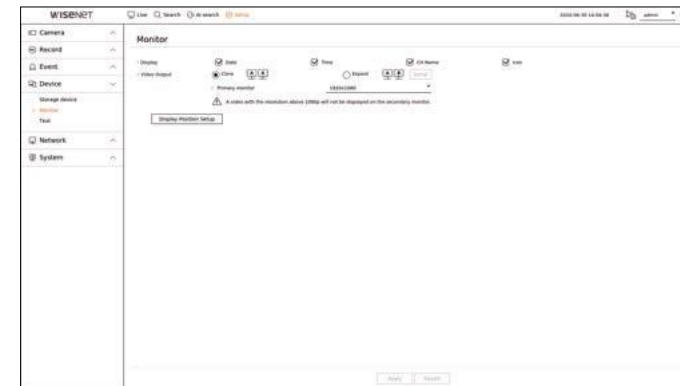 WISENET
Live Search AI search Setup
admin
Camera
Record
Event
Device
Storage device
Monitor
Text
Network
System
Monitor
Display Date Time CH Name Icon
Video Output Clone A A Expand A B
Primary monitor 1920x1080
A video with the resolution above 1080p will not be displayed on the secondary monitor.
Display Position Setup
Apply Revert